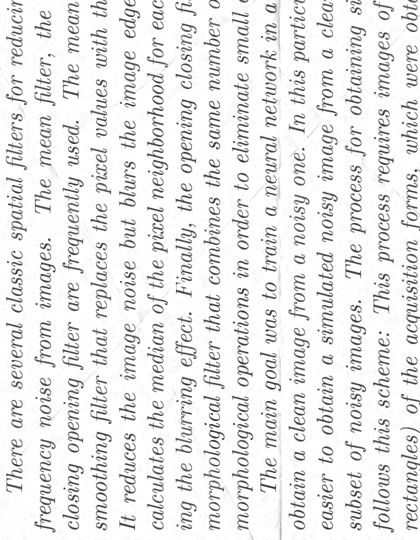 There are several classic spatial filters for reducin
frequency noise from images. The mean filter, the
closing opening filter are frequently used. The mean
smoothing filter that replaces the pixel values with th
It reduces the image noise but blurs the image edge
calculates the median of the pixel neighborhood for eac
ing the blurring effect. Finally, the opening closing fi
morphological filter that combines the same number o
morphological operations in order to eliminate small
The main goal was to train a neural network in a
obtain a clean image from a noisy one. In this particu
easier to obtain a simulated noisy image from a clea
subset of noisy images. The process for obtaining si
follows this scheme: This process requires images of
rectangles) of the acquisition forms, which were obt